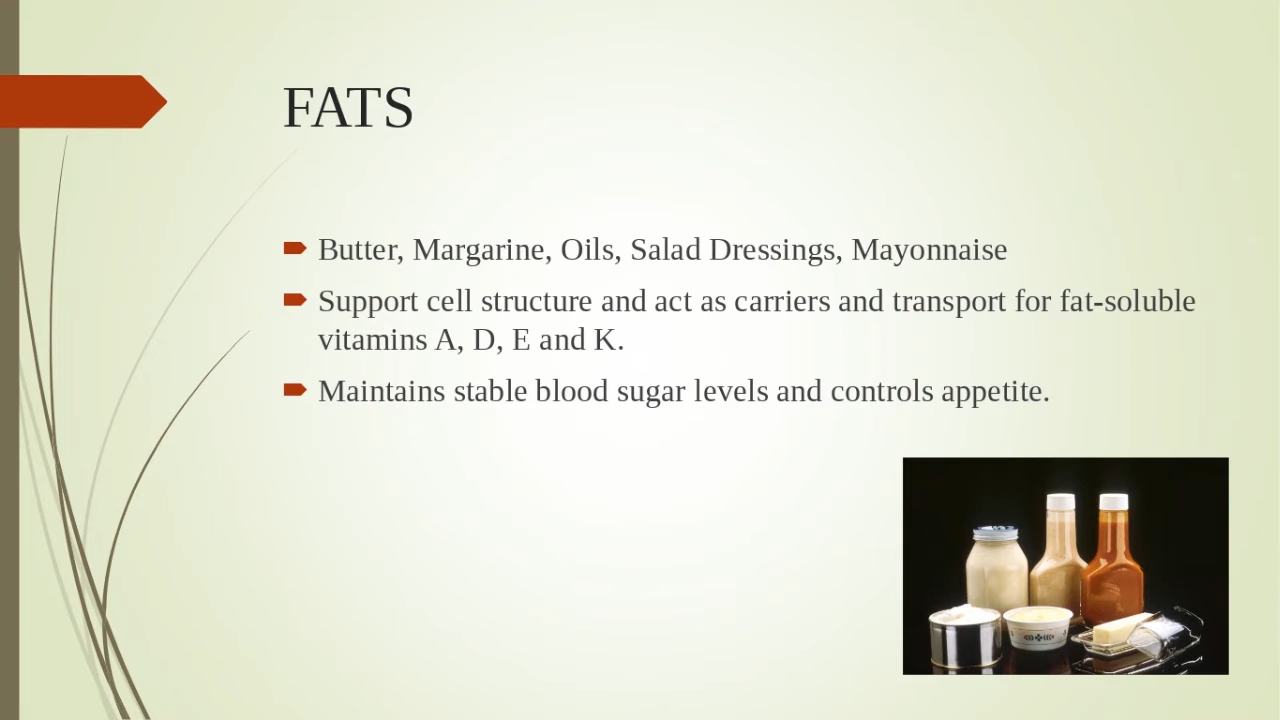 FATS
Butter, Margarine, Oils, Salad Dressings, Mayonnaise
Support cell structure and act as carriers and transport for fat-soluble
vitamins A, D, E and K.
Maintains stable blood sugar levels and controls appetite.